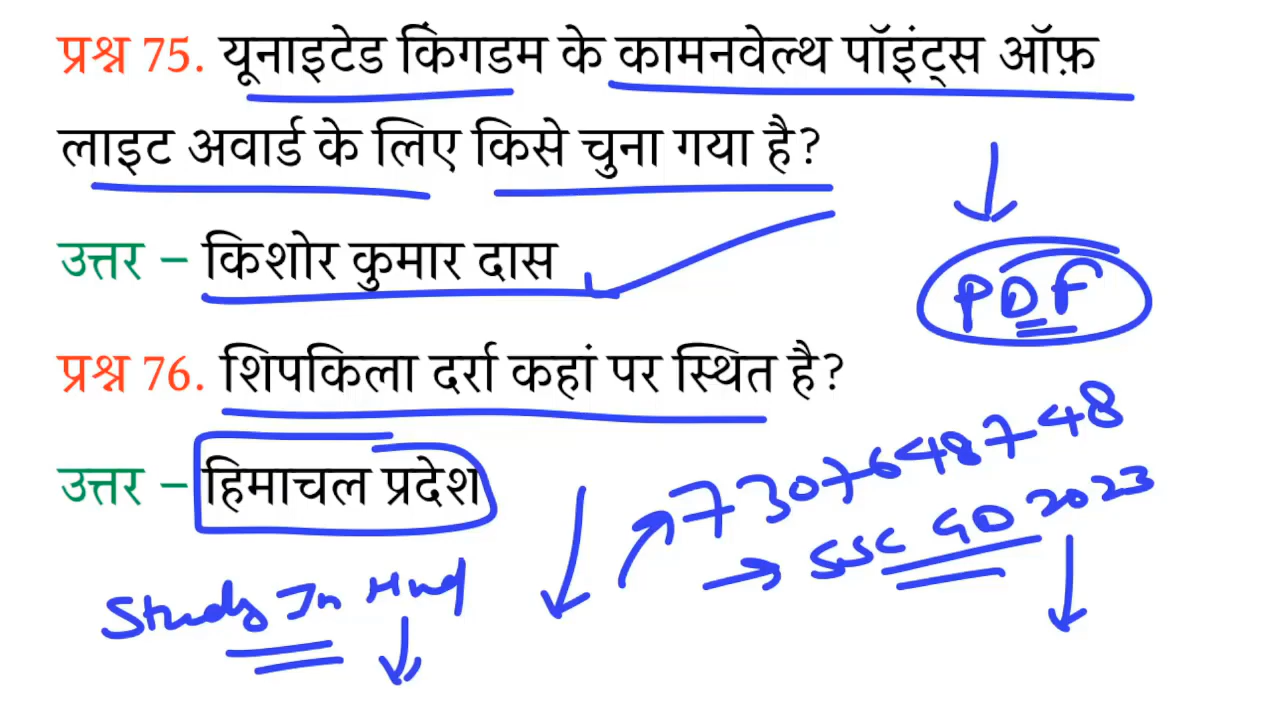 प्रश्न 75. यूनाइटेड किंगडम के कामनवेल्थ पॉइंट्स ऑफ़
लाइट अवार्ड के लिए किसे चुना गया है?
उत्तर – किशोर कुमार दास
PDF
प्रश्न 76. शिपकिला दर्रा कहां पर स्थित है?
उत्तर – हिमाचल प्रदेश
7307648748
SSC GD 2023
Study In